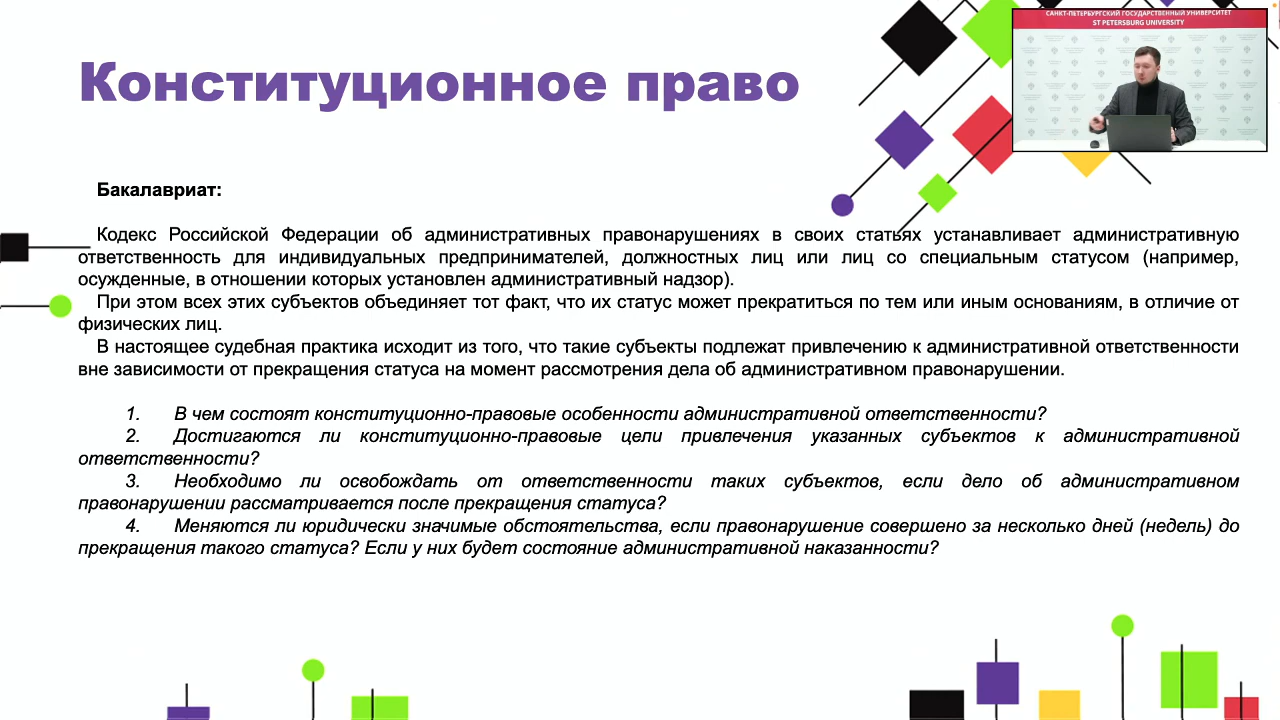 САНКТ-ПЕТЕРБУРГСКИЙ ГОСУДАРСТВЕННЫЙ УНИВЕРСИТЕТ
ST PETERSBURG UNIVERSITY
Конституционное право
Бакалавриат:
Кодекс Российской Федерации об административных правонарушениях в своих статьях устанавливает административную
ответственность для индивидуальных предпринимателей, должностных лиц или лиц со специальным статусом (например,
осужденные, в отношении которых установлен административный надзор).
При этом всех этих субъектов объединяет тот факт, что их статус может прекратиться по тем или иным основаниям, в отличие от
физических лиц.
В настоящее судебная практика исходит из того, что такие субъекты подлежат привлечению к административной ответственности
вне зависимости от прекращения статуса на момент рассмотрения дела об административном правонарушении.
1. В чем состоят конституционно-правовые особенности административной ответственности?
2. Достигаются ли конституционно-правовые цели привлечения указанных субъектов к административной
ответственности?
3. Необходимо ли освобождать от ответственности таких субъектов, если дело об административном
правонарушении рассматривается после прекращения статуса?
4. Меняются ли юридически значимые обстоятельства, если правонарушение совершено за несколько дней (недель) до
прекращения такого статуса? Если у них будет состояние административной наказанности?